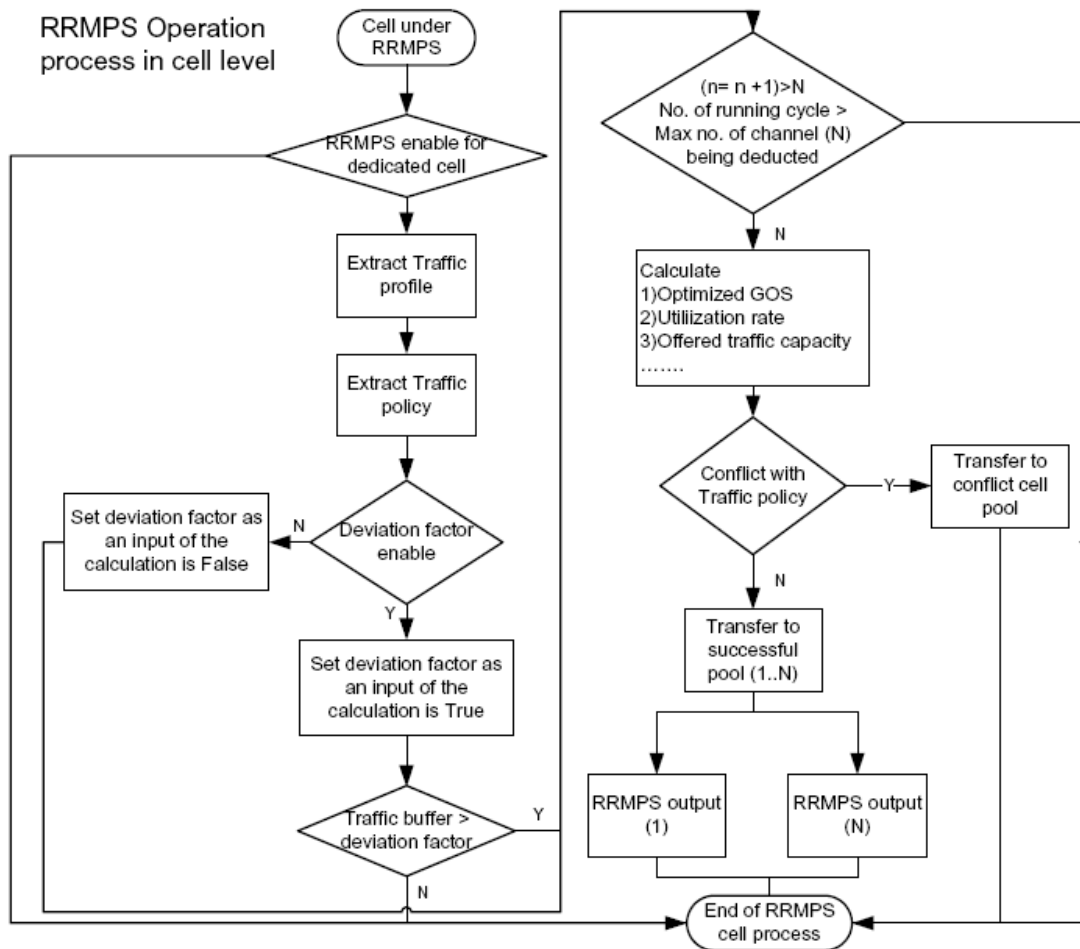 RRMPS Operation
process in cell level
Cell under
RRMPS
RRMPS enable for
dedicated cell
Extract Traffic
profile
Extract Traffic
policy
Deviation factor
enable
N
Set deviation factor as
an input of the
calculation is False
Y
Set deviation factor as
an input of the
calculation is True
Traffic buffer >
deviation factor
Y
N
(n= n +1)>N
No. of running cycle >
Max no. of channel (N)
being deducted
N
Calculate
1)Optimized GOS
2)Utiliization rate
3)Offered traffic capacity
.......
Conflict with
Traffic policy
Y
Transfer to
conflict cell
pool
N
Transfer to
successful
pool (1..N)
RRMPS output
(1)
RRMPS output
(N)
End of RRMPS
cell process